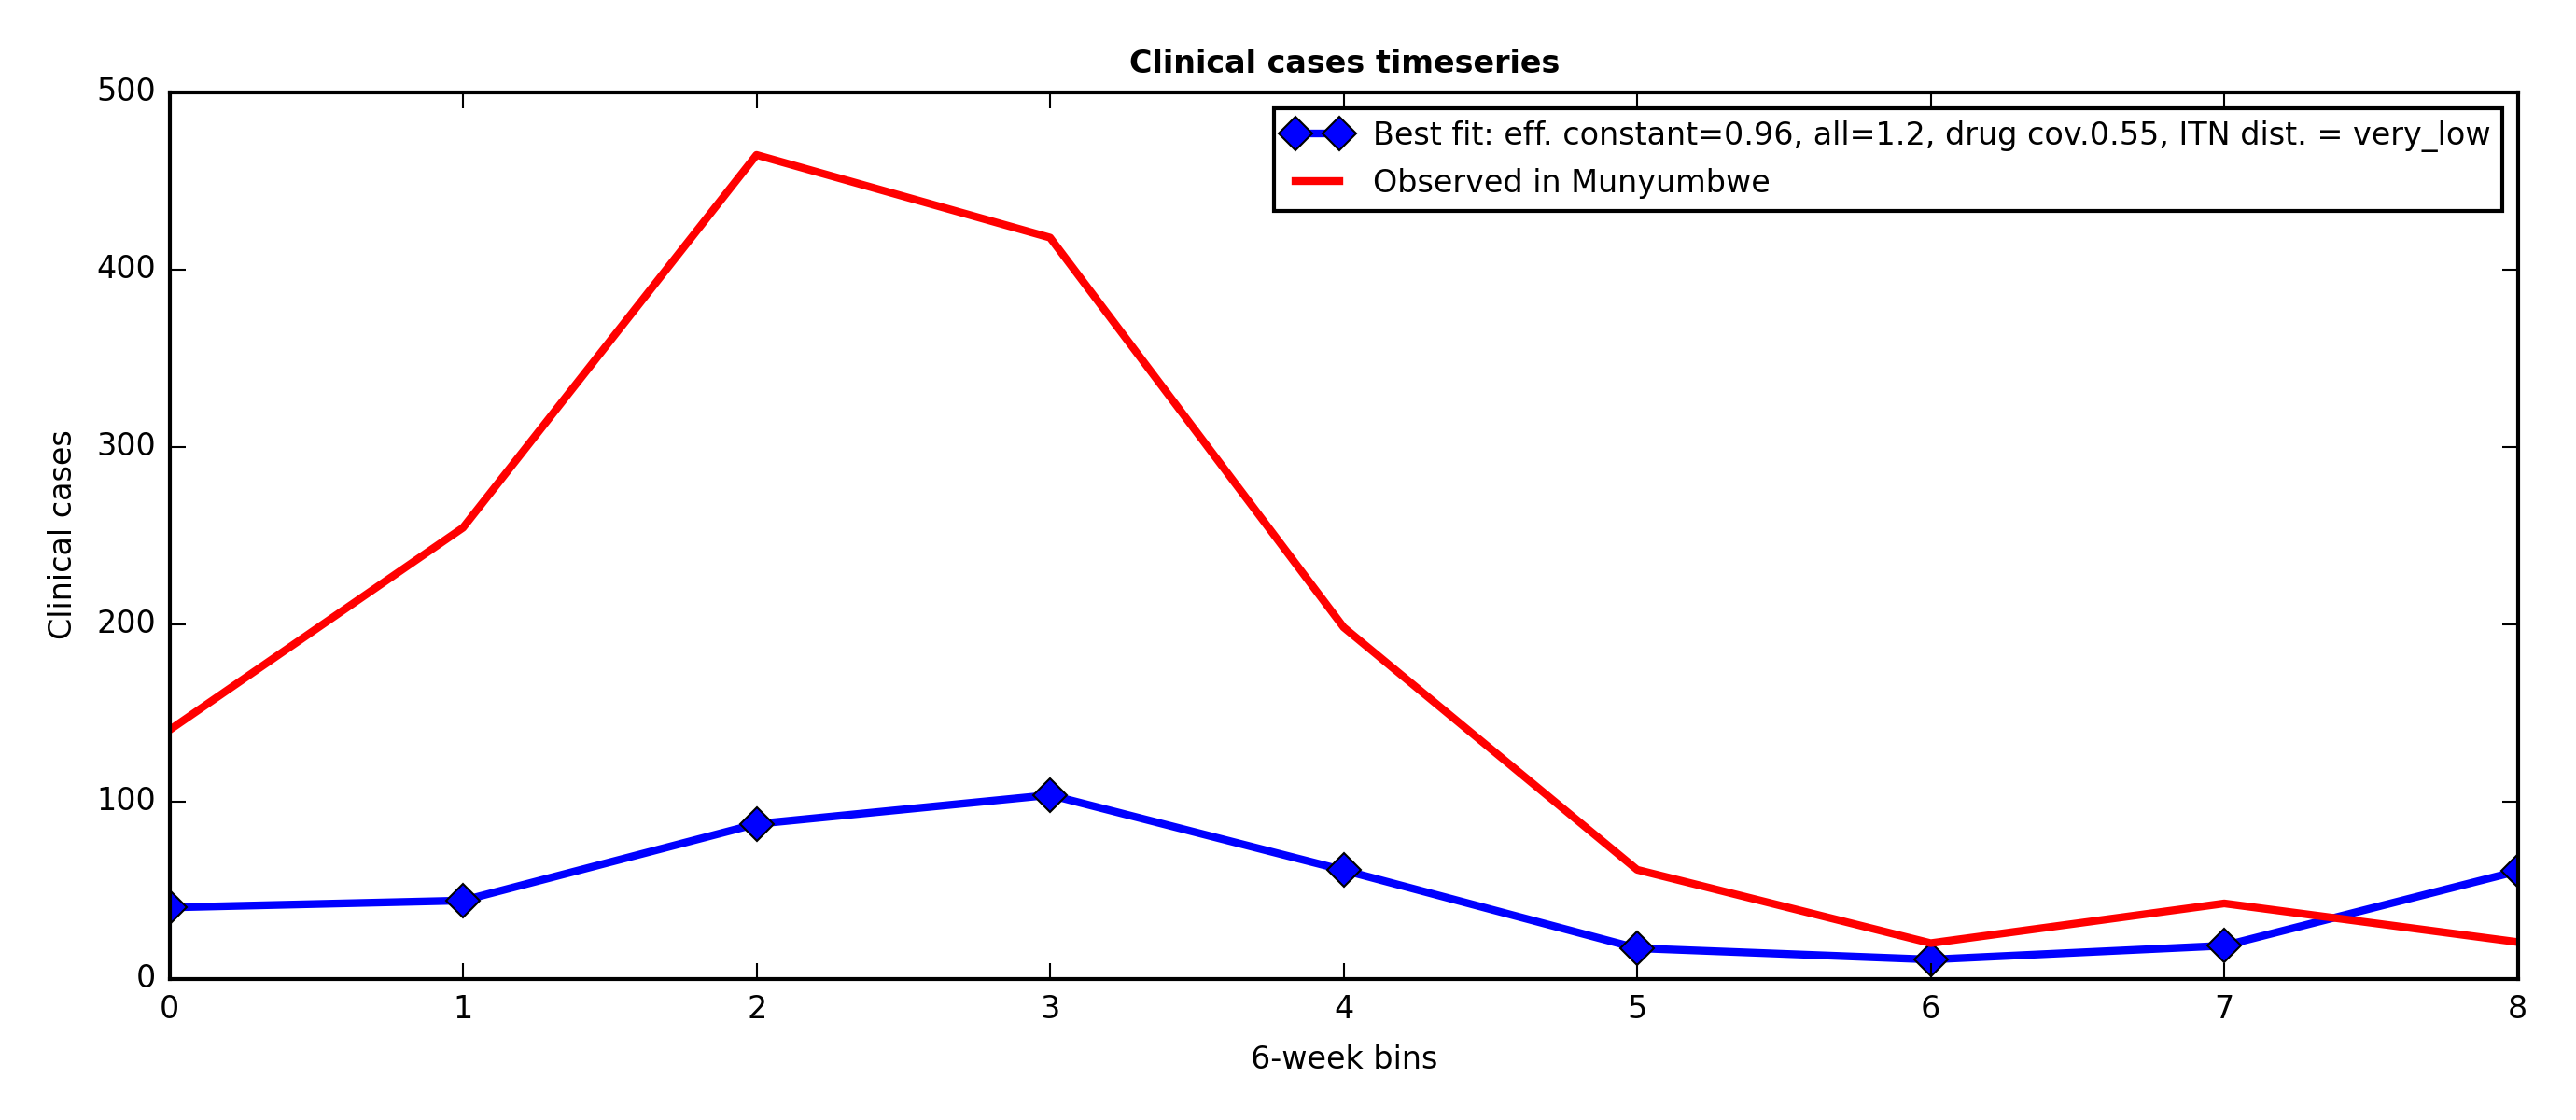 Clinical cases timeseries
500
400
300
200
100
0
Clinical cases
Best fit: eff. constant=0.96, all=1.2, drug cov.0.55, ITN dist. = very_low
Observed in Munyumbwe
0 1 2 3 4 5 6 7 8
6-week bins